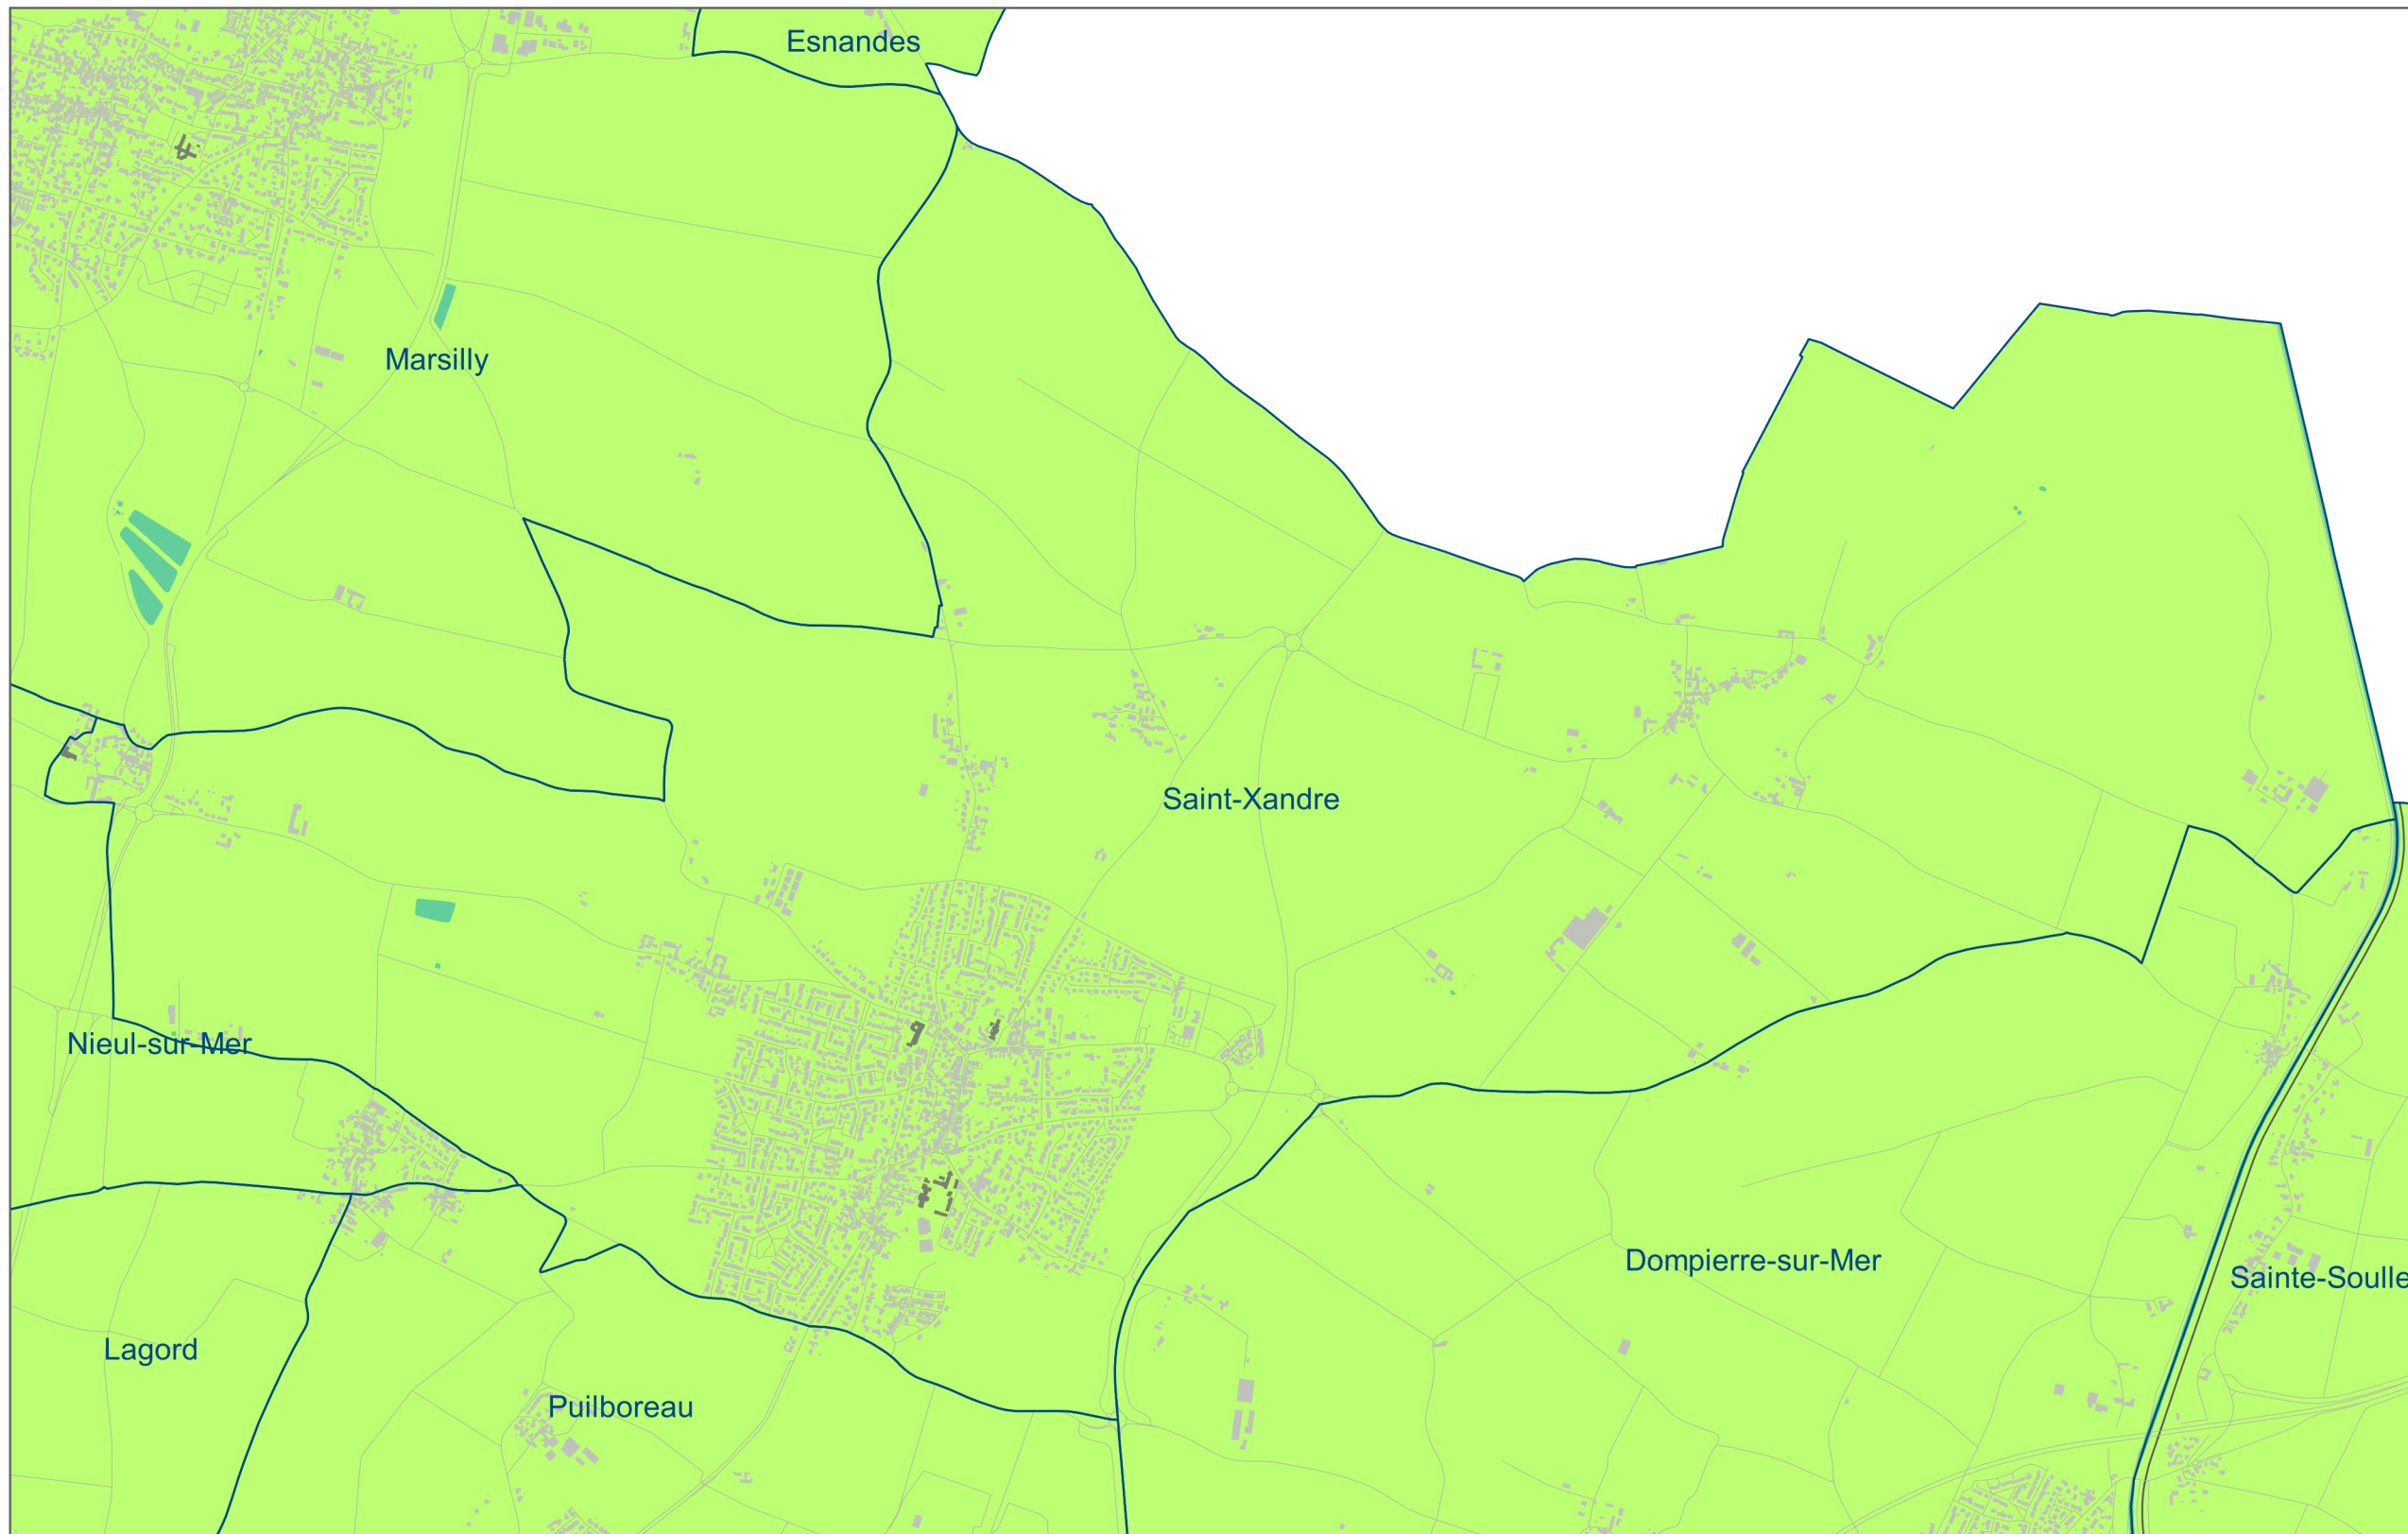 Esnandes
Marsilly
Saint-Xandre
Nieul-sur-Mer
Dompierre-sur-Mer
Sainte-Soulle
Lagord
Puilboreau